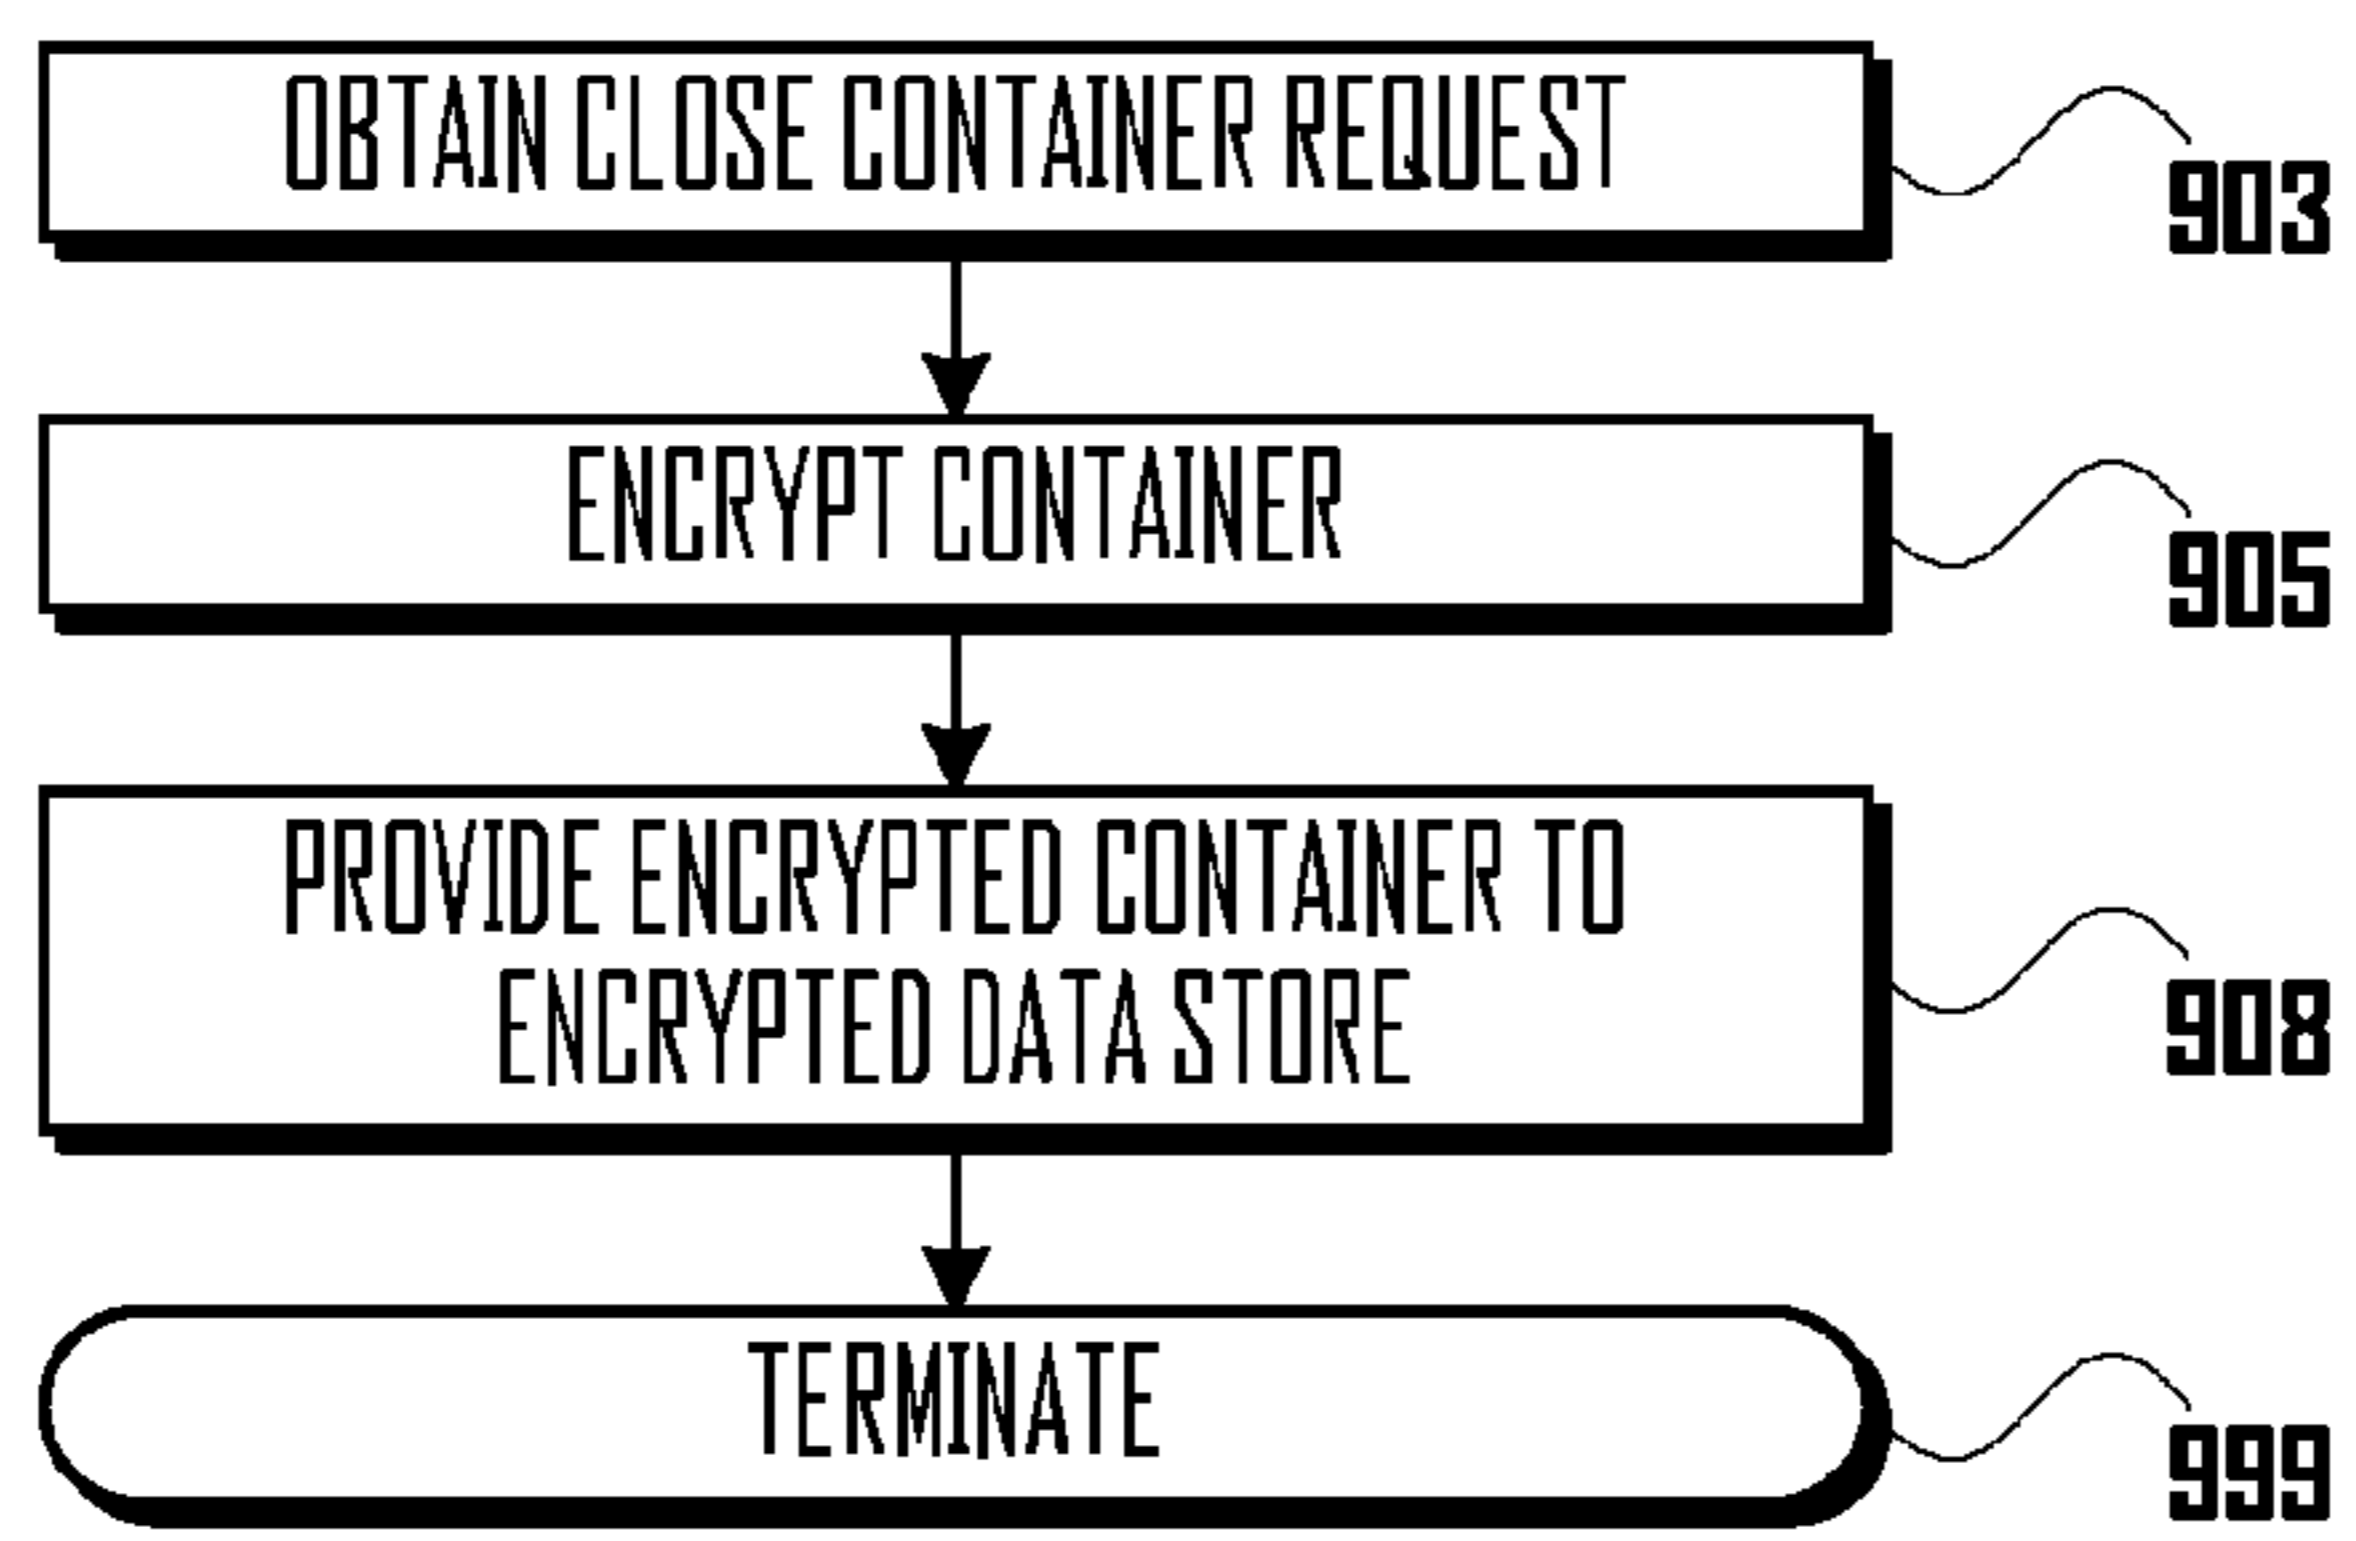 OBTAIN CLOSE CONTAINER REQUEST
903
ENCRYPT CONTAINER
905
PROVIDE ENCRYPTED CONTAINER TO
ENCRYPTED DATA STORE
908
TERMINATE
999